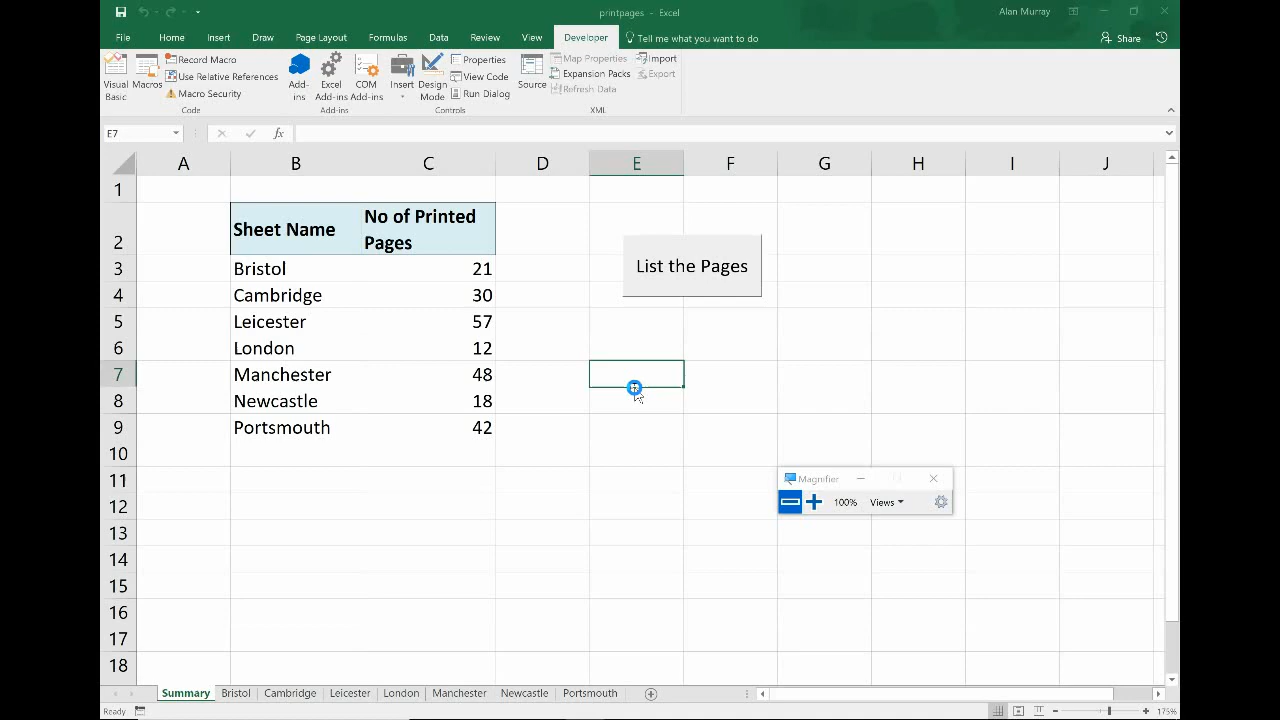 printpages - Excel
Alan Murray
File Home Insert Draw Page Layout Formulas Data Review View Developer Tell me what you want to do Share
Visual Basic
Macros
Record Macro
Use Relative References
Macro Security
Code
Add-ins
Excel Add-ins
COM Add-ins
Add-ins
Insert
Design Mode
Properties
View Code
Run Dialog
Controls
Source
Map Properties
Expansion Packs
Refresh Data
Import
Export
XML
E7
fx
A B C D E F G H I J
1
2 Sheet Name No of Printed Pages
List the Pages
3 Bristol 21
4 Cambridge 30
5 Leicester 57
6 London 12
7 Manchester 48
8 Newcastle 18
9 Portsmouth 42
10
11
12
13
14
15
16
17
18
Magnifier
100% Views
Summary Bristol Cambridge Leicester London Manchester Newcastle Portsmouth
Ready
175%